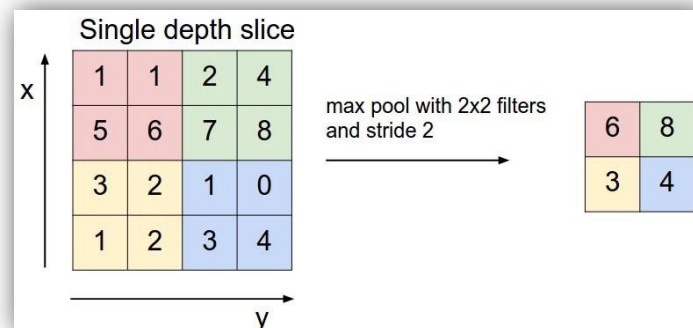 Single depth slice
x
1 1 2 4
5 6 7 8
3 2 1 0
1 2 3 4
y
max pool with 2x2 filters
and stride 2
6 8
3 4